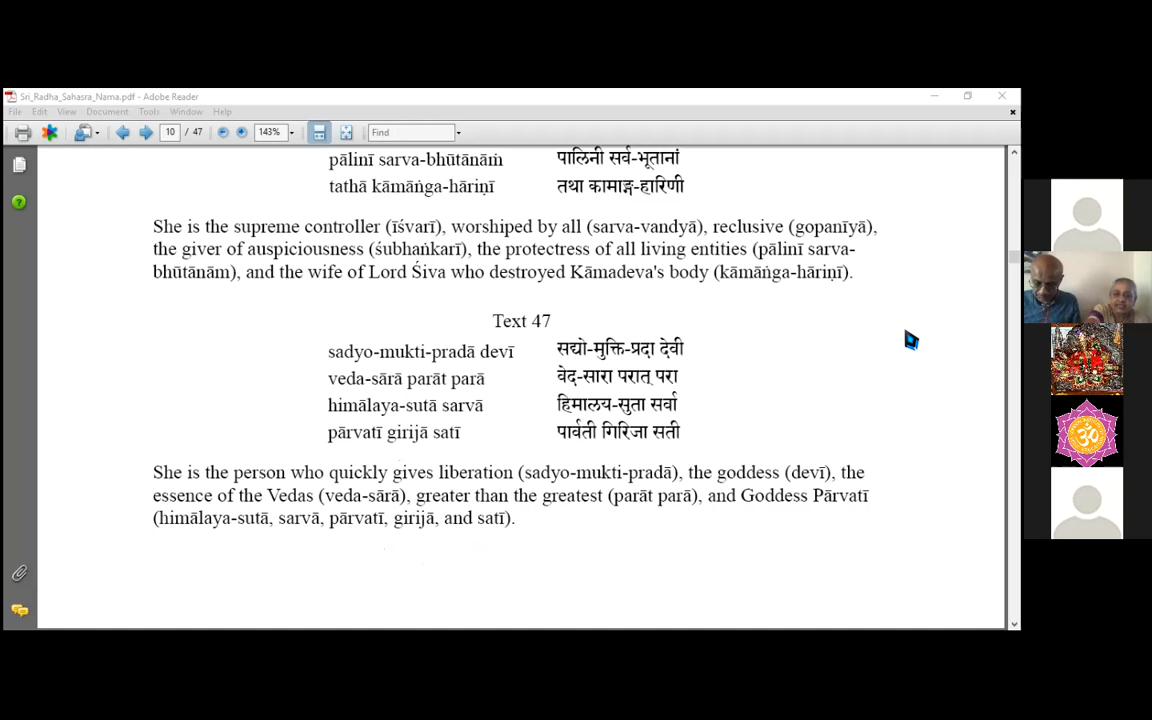 Sri_Radha_Sahasra_Nama.pdf - Adobe Reader
File Edit View Document Tools Window Help
10 / 47 143% Find
pālinī sarva-bhūtānāṁ पालिनी सर्व-भूतानां
tathā kāmāṅga-hāriṇī तथा कामाङ्ग-हारिणी
She is the supreme controller (īśvarī), worshiped by all (sarva-vandyā), reclusive (gopanīyā),
the giver of auspiciousness (śubhaṅkarī), the protectress of all living entities (pālinī sarva-
bhūtānām), and the wife of Lord Śiva who destroyed Kāmadeva's body (kāmāṅga-hāriṇī).
Text 47
sadyo-mukti-pradā devī सद्यो-मुक्ति-प्रदा देवी
veda-sārā parāt parā वेद-सारा परात् परा
himālaya-sutā sarvā हिमालय-सुता सर्वा
pārvatī girijā satī पार्वती गिरिजा सती
She is the person who quickly gives liberation (sadyo-mukti-pradā), the goddess (devī), the
essence of the Vedas (veda-sārā), greater than the greatest (parāt parā), and Goddess Pārvatī
(himālaya-sutā, sarvā, pārvatī, girijā, and satī).
ॐ